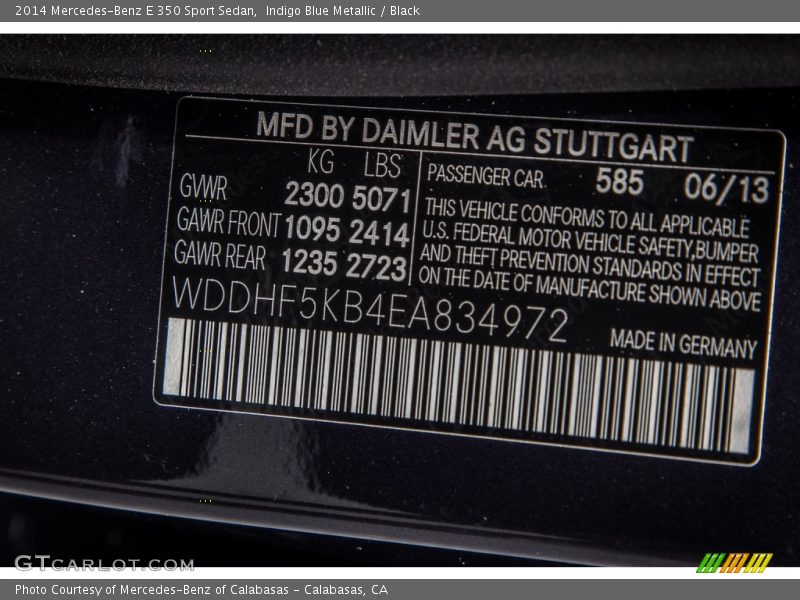 2014 Mercedes-Benz E 350 Sport Sedan,  Indigo Blue Metallic / Black
MFD BY DAIMLER AG STUTTGART
KG LBS
GVWR 2300 5071
GAWR FRONT 1095 2414
GAWR REAR 1235 2723
PASSENGER CAR 585 06/13
THIS VEHICLE CONFORMS TO ALL APPLICABLE
U.S. FEDERAL MOTOR VEHICLE SAFETY,BUMPER
AND THEFT PREVENTION STANDARDS IN EFFECT
ON THE DATE OF MANUFACTURE SHOWN ABOVE
WDDHF5KB4EA834972
MADE IN GERMANY
GTCARLOT.COM
Photo Courtesy of Mercedes-Benz of Calabasas - Calabasas, CA